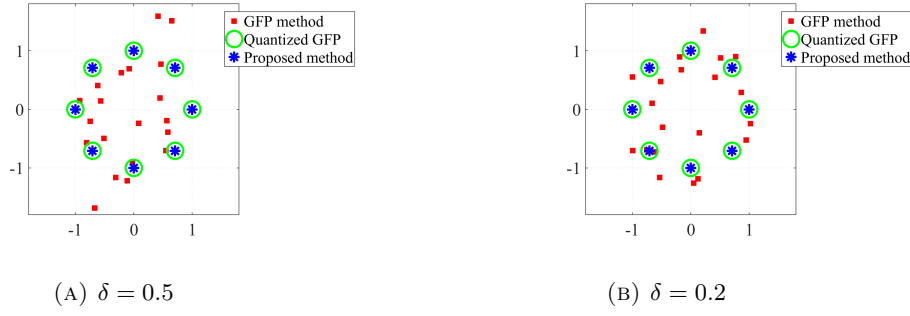 GFP method
Quantized GFP
Proposed method
1
0
-1
-1 0 1
(A) δ = 0.5
GFP method
Quantized GFP
Proposed method
1
0
-1
-1 0 1
(B) δ = 0.2